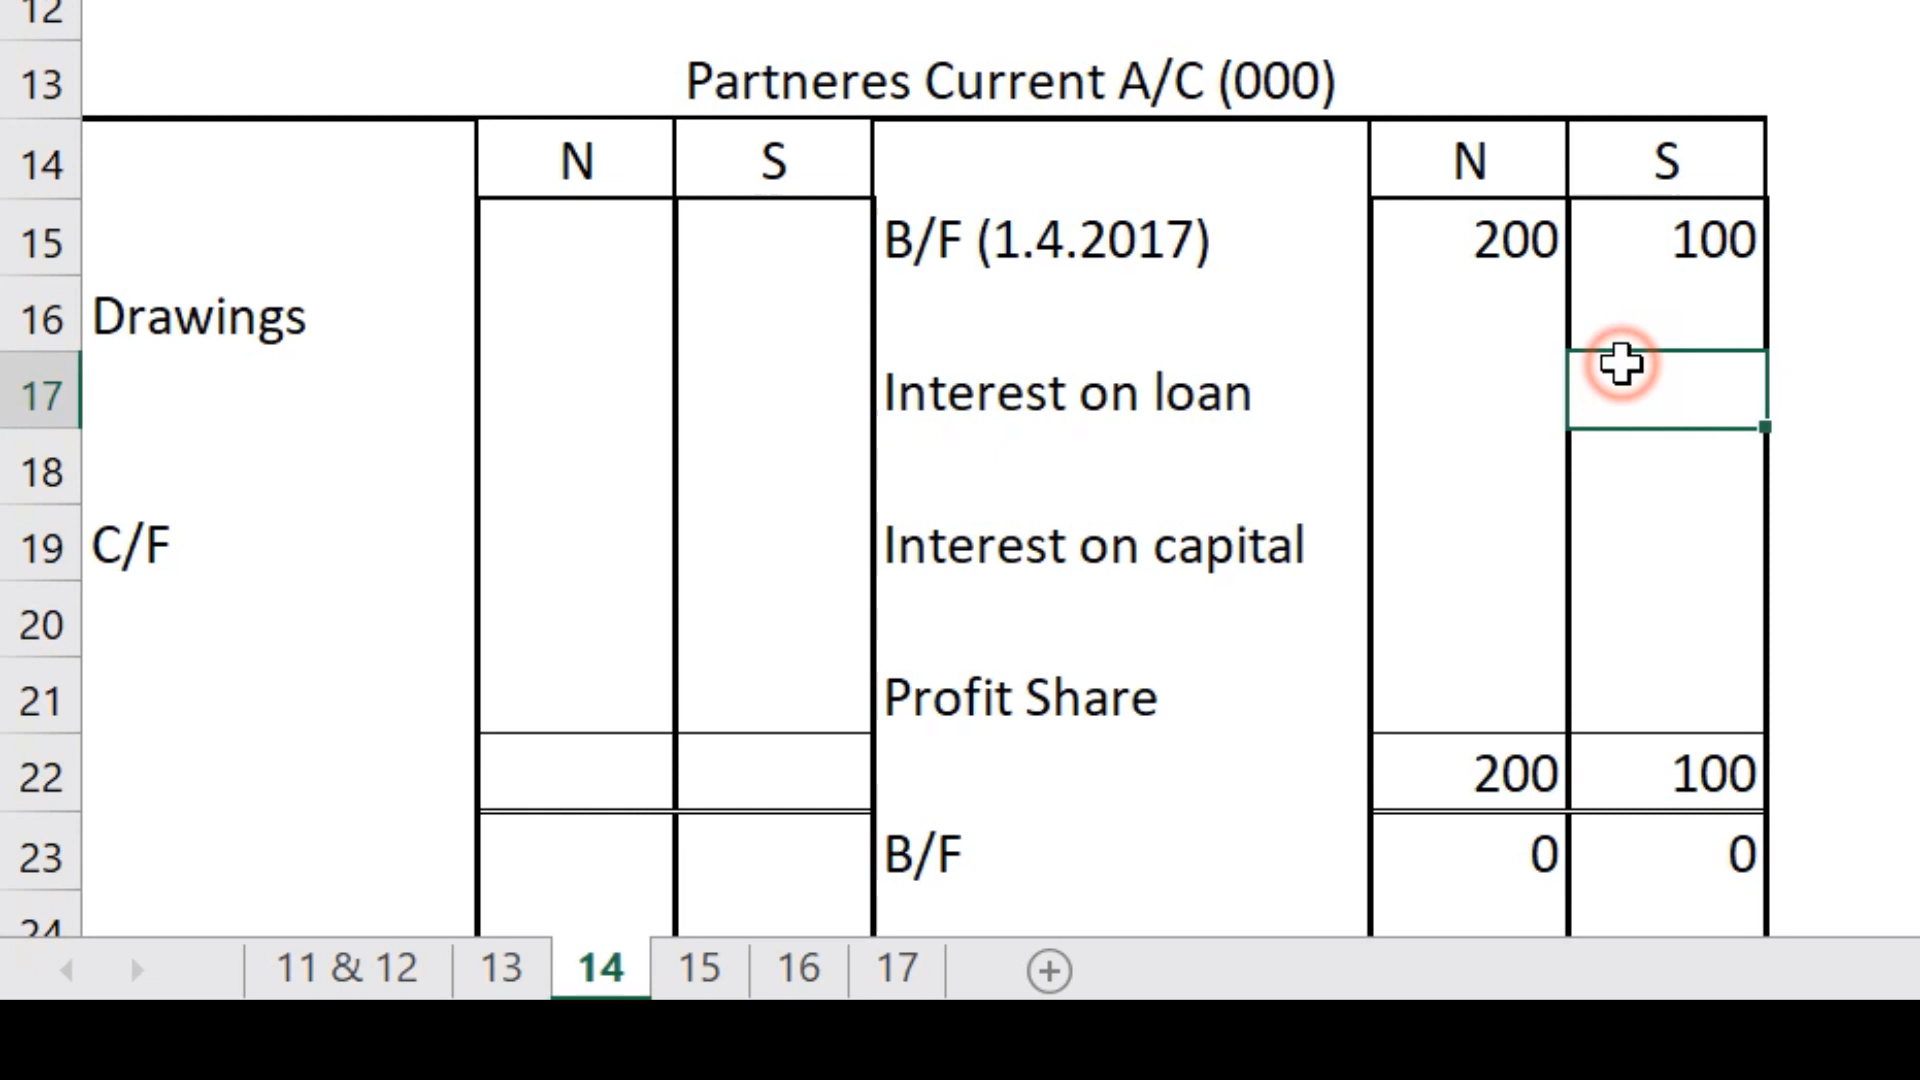 12
13 Partneres Current A/C (000)
14 N S N S
15 B/F (1.4.2017) 200 100
16 Drawings
17 Interest on loan
18
19 C/F Interest on capital
20
21 Profit Share
22 200 100
23 B/F 0 0
24
11 & 12 13 14 15 16 17